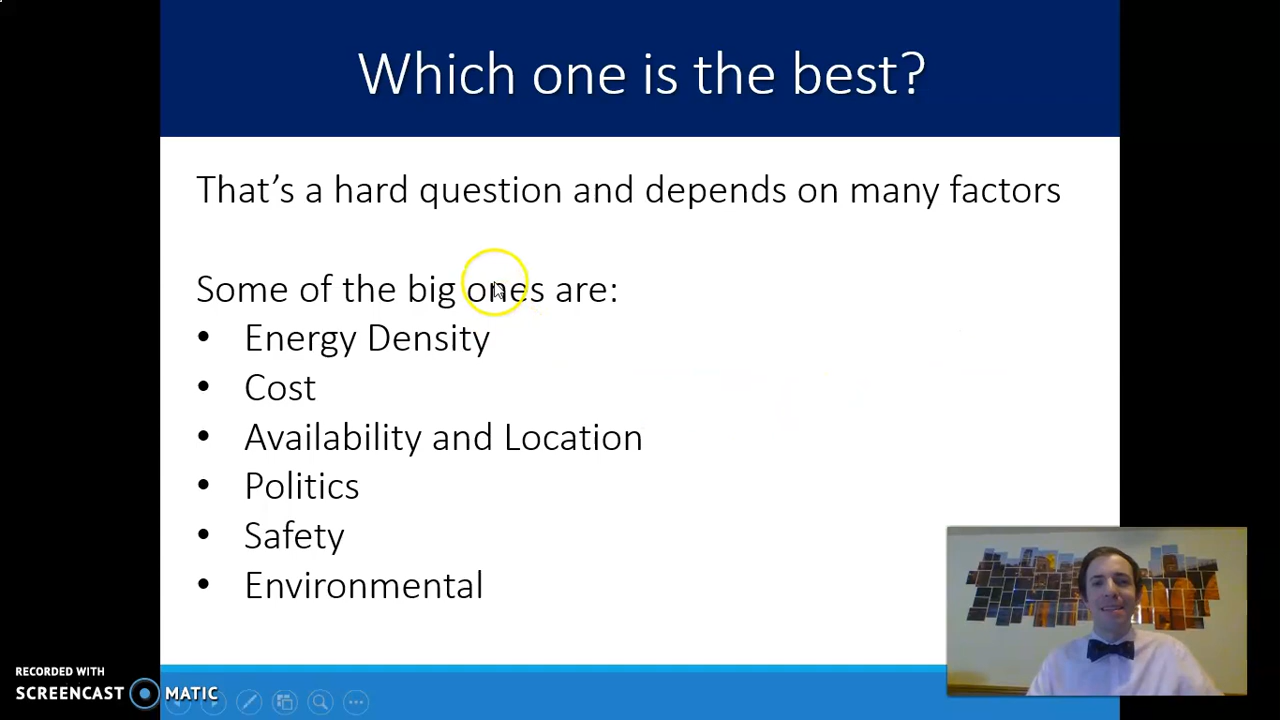 Which one is the best?
That's a hard question and depends on many factors
Some of the big ones are:
• Energy Density
• Cost
• Availability and Location
• Politics
• Safety
• Environmental
RECORDED WITH
SCREENCAST MATIC